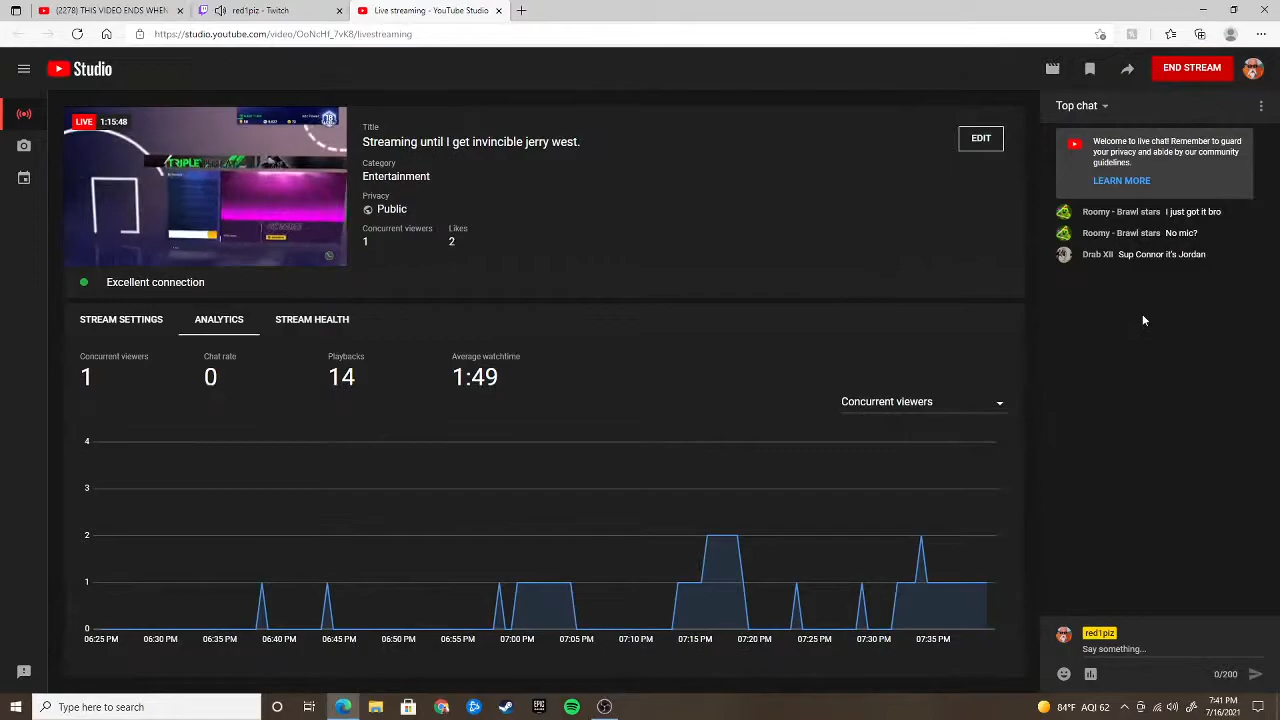 (2278) THIS VIDEO ENDS WHEN
red1piz - Twitch
Live streaming - YouTube Studio
https://studio.youtube.com/video/OoNcHf_7vK8/livestreaming
Studio
END STREAM
LIVE 1:15:48
TRIPLE
18
Title
Streaming until I get invincible jerry west.
Category
Entertainment
Privacy
Public
Concurrent viewers Likes
1 2
EDIT
Excellent connection
STREAM SETTINGS ANALYTICS STREAM HEALTH
Concurrent viewers Chat rate Playbacks Average watchtime
1 0 14 1:49
Concurrent viewers
4
3
2
1
0
06:25 PM 06:30 PM 06:35 PM 06:40 PM 06:45 PM 06:50 PM 06:55 PM 07:00 PM 07:05 PM 07:10 PM 07:15 PM 07:20 PM 07:25 PM 07:30 PM 07:35 PM
Top chat
Welcome to live chat! Remember to guard
your privacy and abide by our community
guidelines.
LEARN MORE
Roomy - Brawl stars I just got it bro
Roomy - Brawl stars No mic?
Drab XII Sup Connor it's Jordan
red1piz
Say something...
0/200
Type here to search
EPIC
84°F AQI 62
7:41 PM
7/16/2021